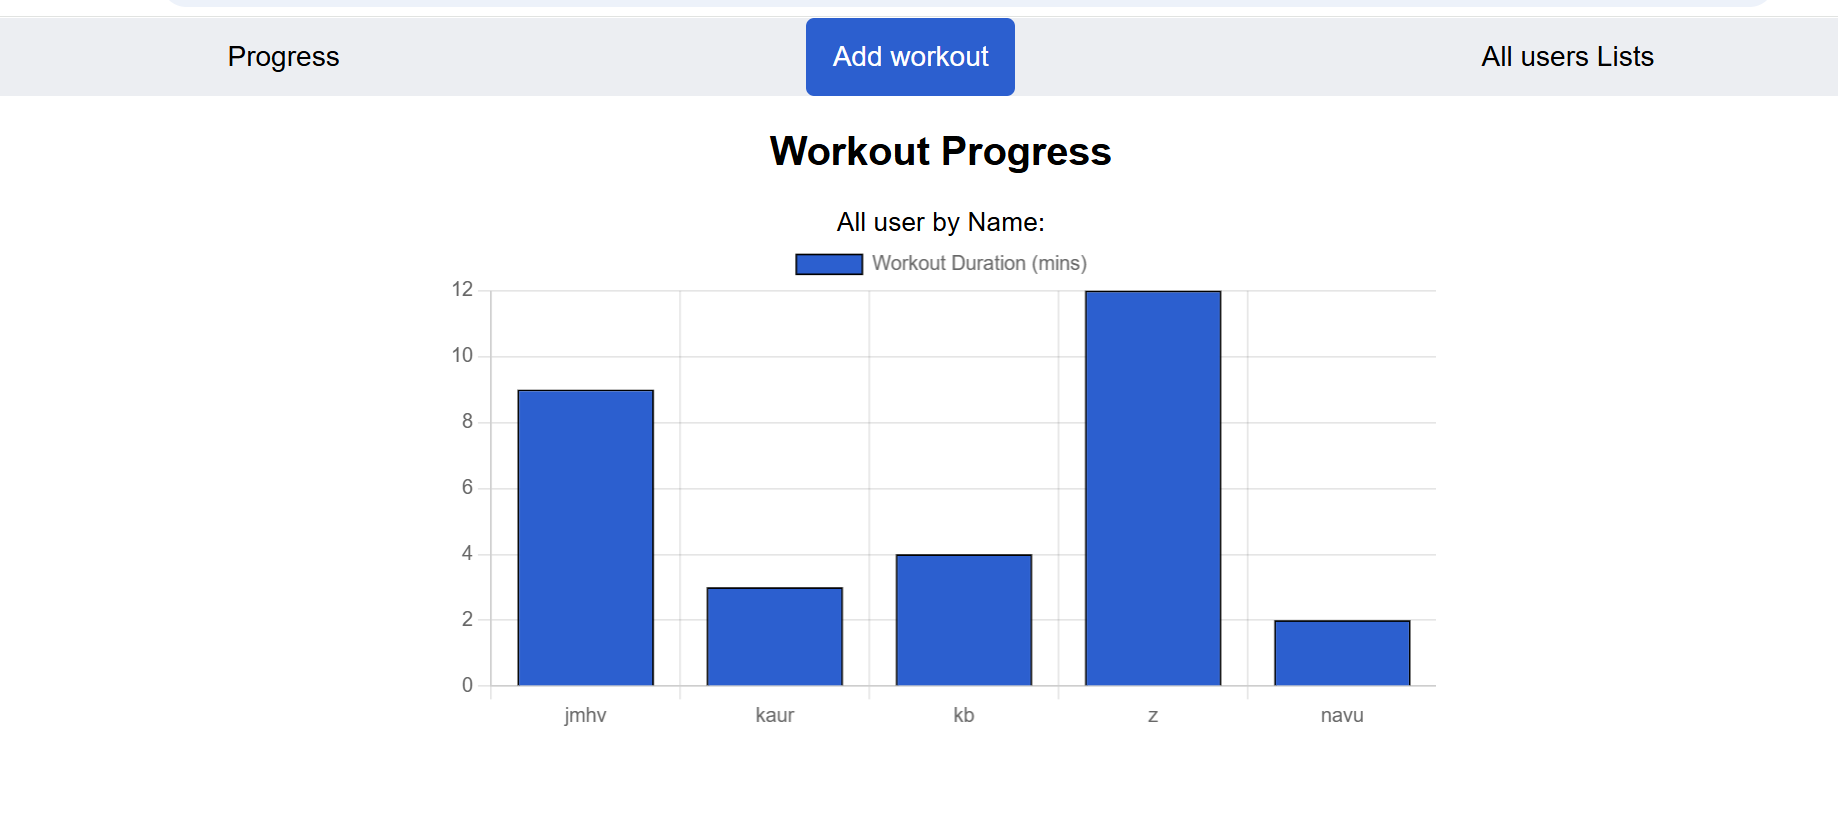 Progress Add workout All users Lists
Workout Progress
All user by Name:
Workout Duration (mins)
12
10
8
6
4
2
0
jmhv kaur kb z navu